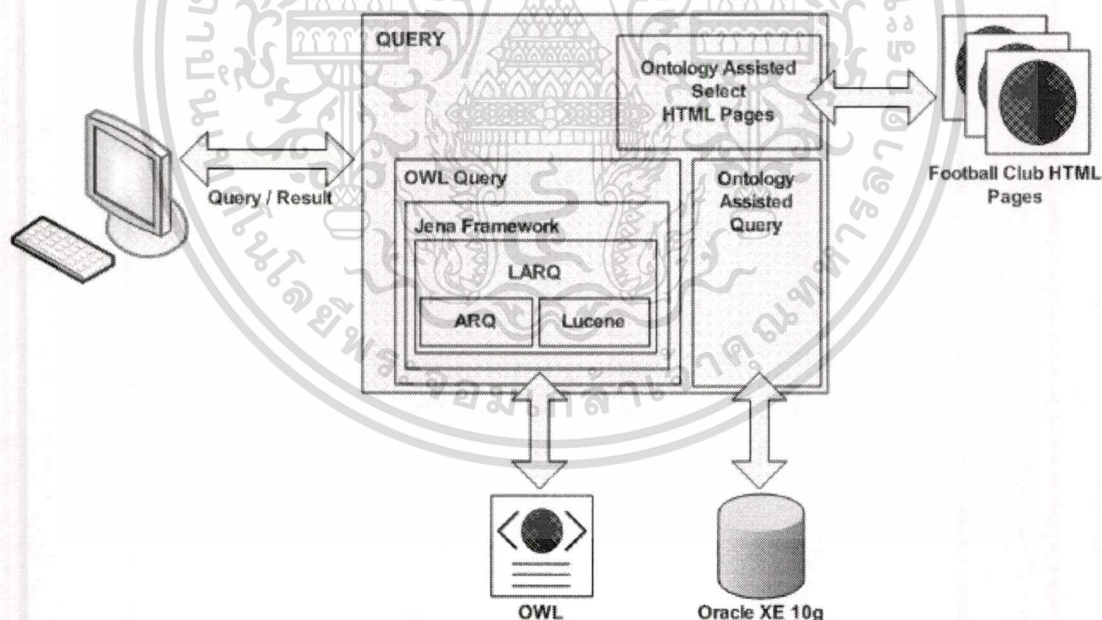 QUERY
Ontology Assisted
Select
HTML Pages
Football Club HTML
Pages
Query / Result
OWL Query
Ontology
Assisted
Query
Jena Framework
LARQ
ARQ
Lucene
OWL
Oracle XE 10g